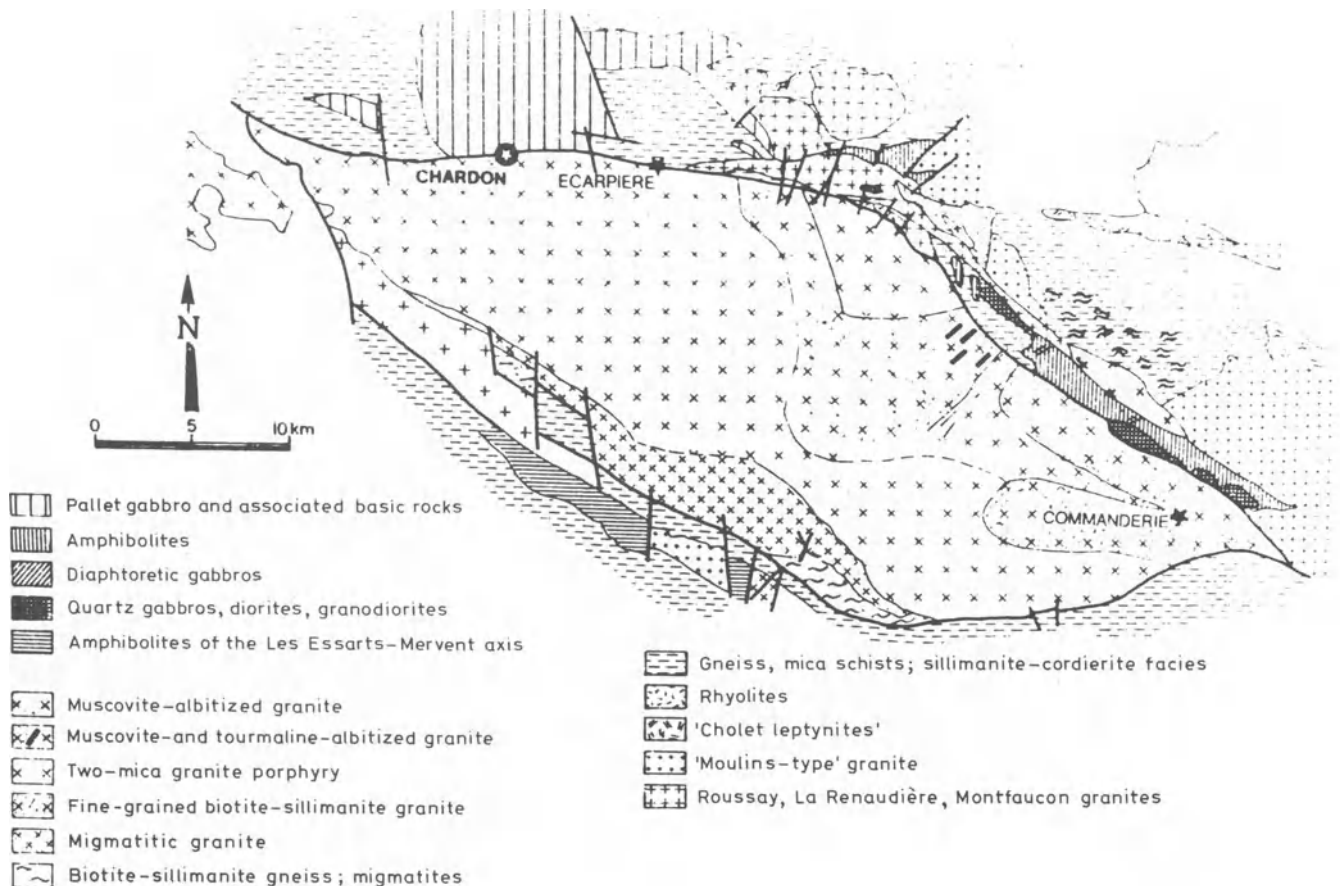 CHARDON
ECARPIERE
N
0 5 10 km
COMMANDERIE
Pallet gabbro and associated basic rocks
Amphibolites
Diaphtoretic gabbros
Quartz gabbros, diorites, granodiorites
Amphibolites of the Les Essarts-Mervent axis
Muscovite-albitized granite
Muscovite-and tourmaline-albitized granite
Two-mica granite porphyry
Fine-grained biotite-sillimanite granite
Migmatitic granite
Biotite-sillimanite gneiss; migmatites
Gneiss, mica schists; sillimanite-cordierite facies
Rhyolites
'Cholet leptynites'
'Moulins-type' granite
Roussay, La Renaudière, Montfaucon granites